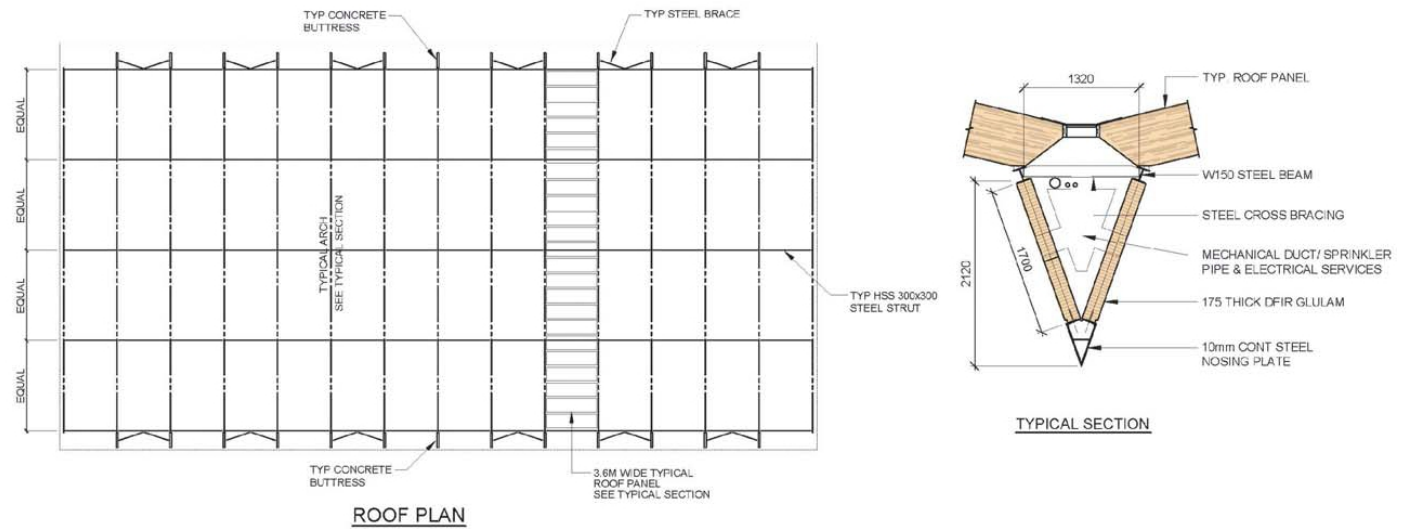 TYP CONCRETE
BUTTRESS
TYP STEEL BRACE
EQUAL
EQUAL
EQUAL
EQUAL
TYPICAL ARCH
SEE TYPICAL SECTION
TYP HSS 300x300
STEEL STRUT
TYP CONCRETE
BUTTRESS
3.6M WIDE TYPICAL
ROOF PANEL
SEE TYPICAL SECTION
ROOF PLAN
1320
TYP. ROOF PANEL
W150 STEEL BEAM
STEEL CROSS BRACING
MECHANICAL DUCT/ SPRINKLER
PIPE & ELECTRICAL SERVICES
175 THICK DFIR GLULAM
10mm CONT STEEL
NOSING PLATE
2120
1700
TYPICAL SECTION